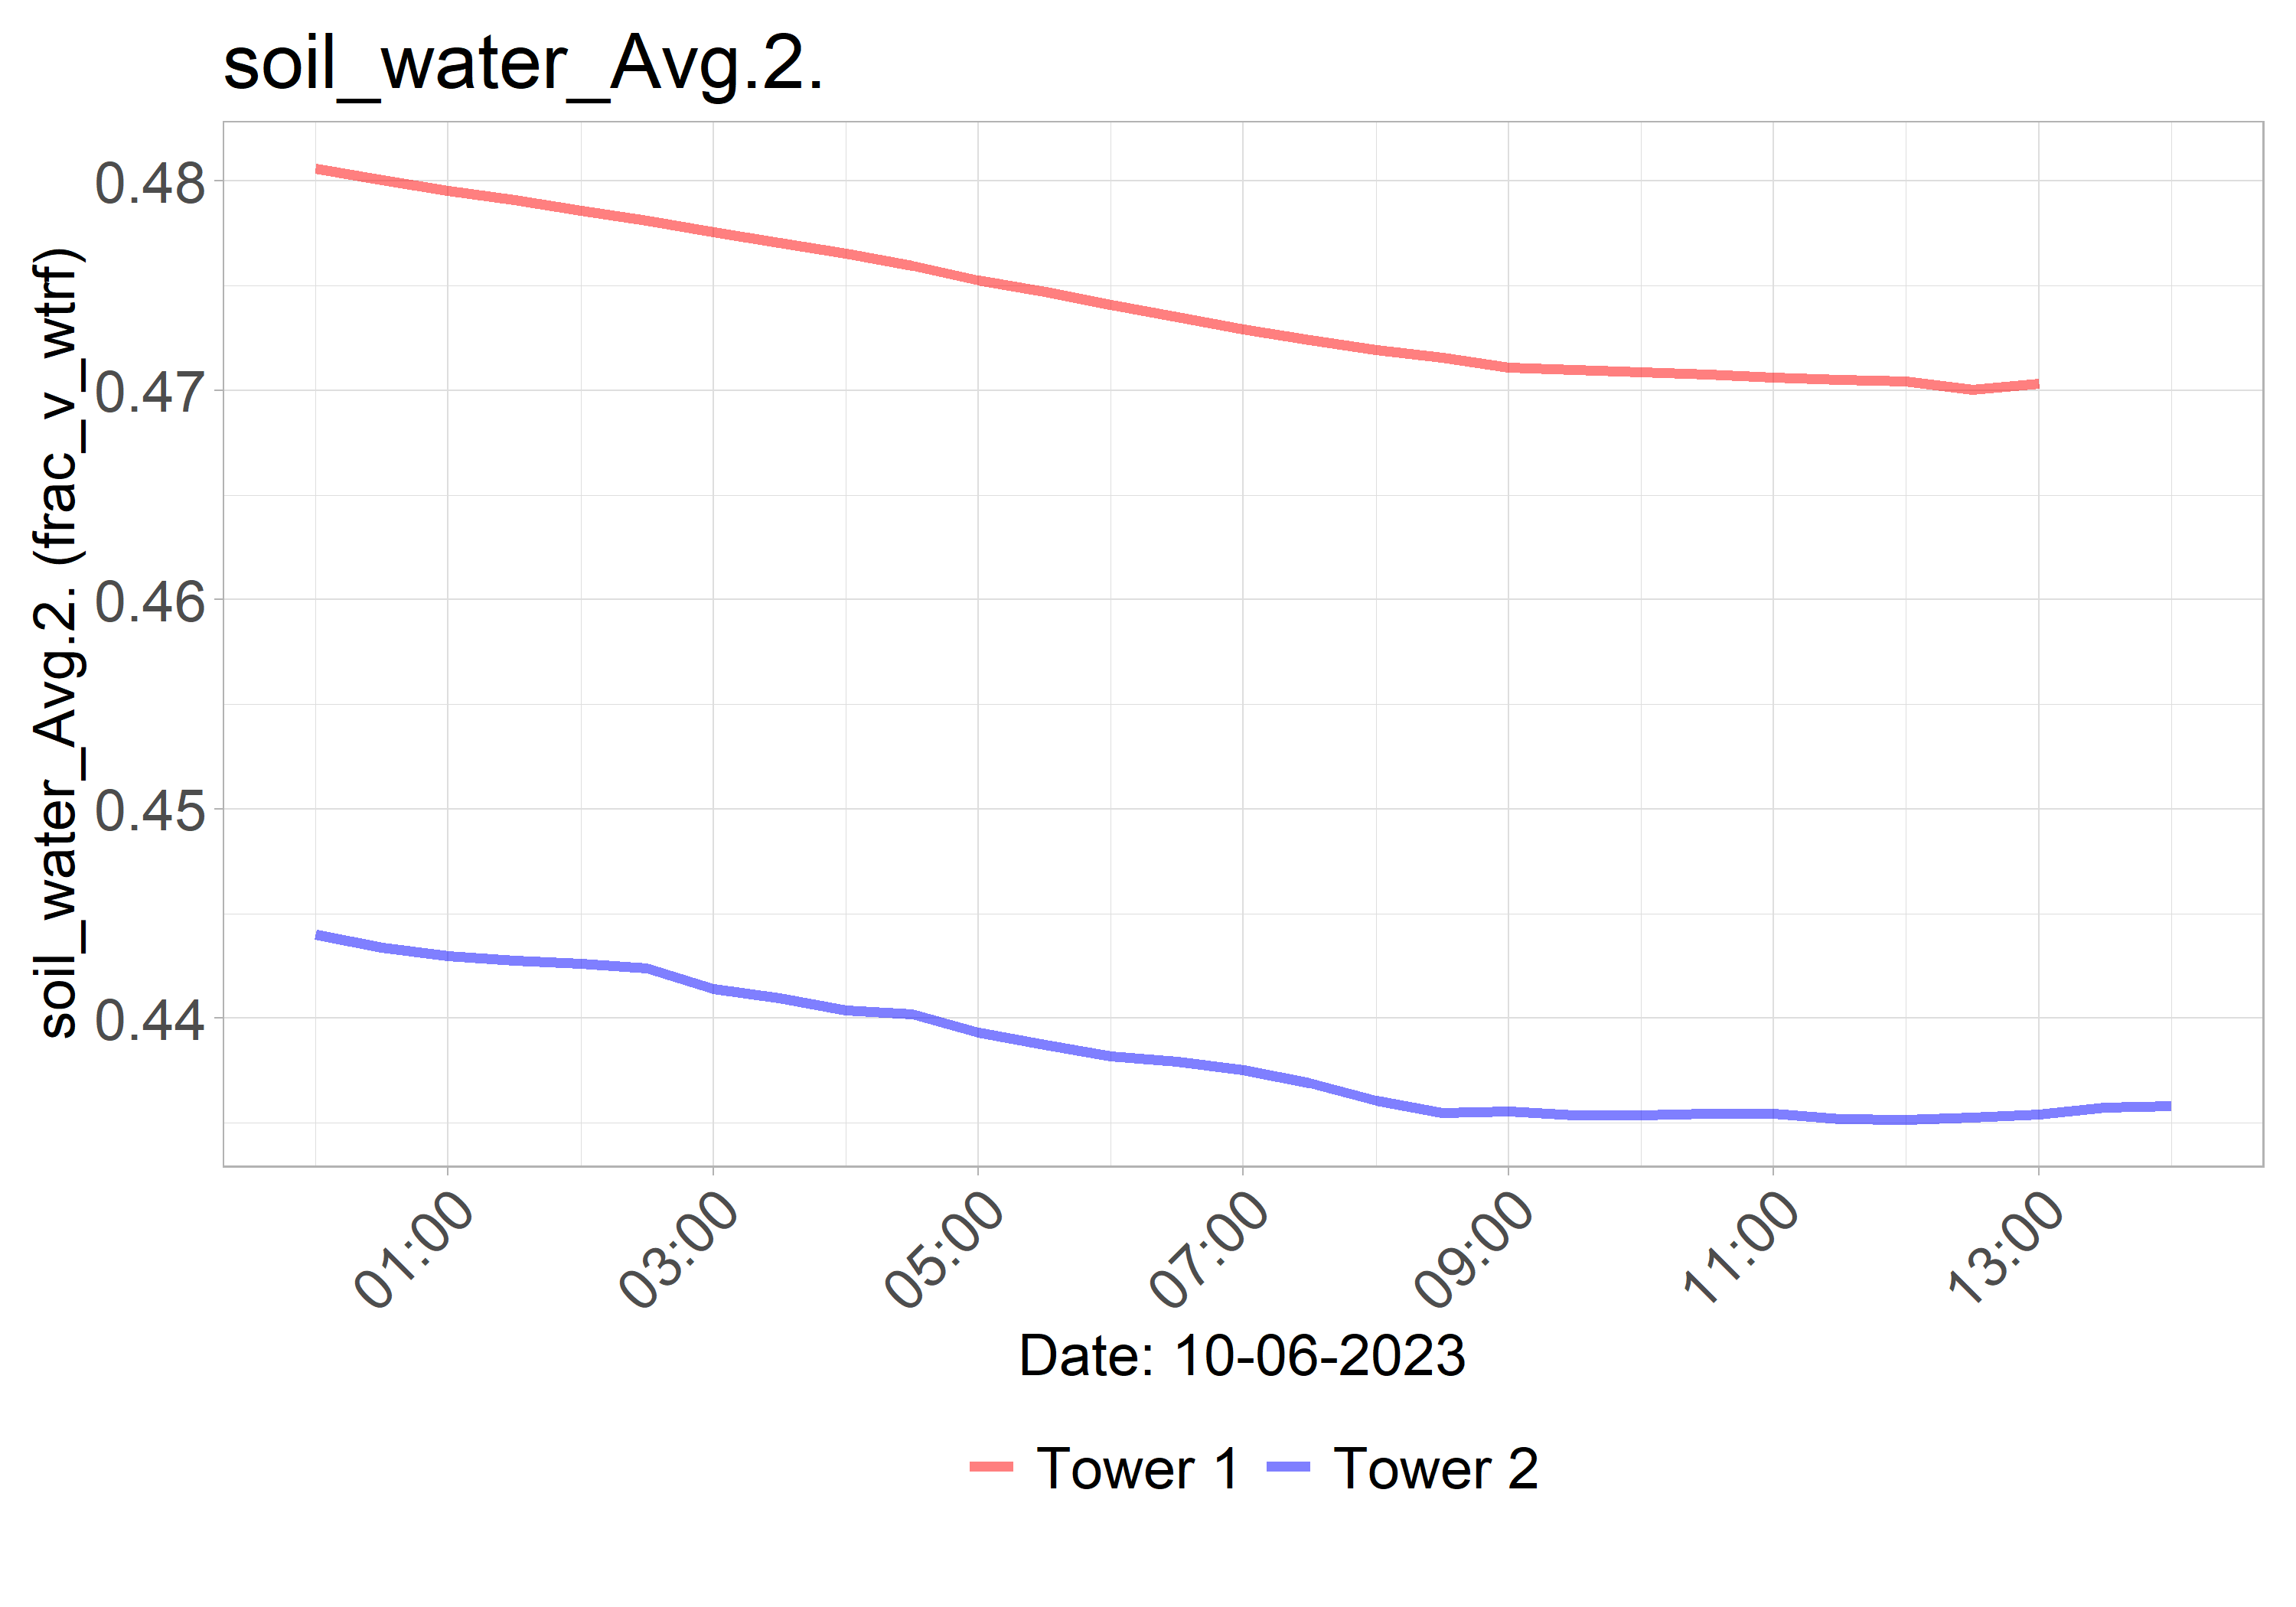 soil_water_Avg.2.
soil_water_Avg.2. (frac_v_wtrf)
0.48
0.47
0.46
0.45
0.44
01:00
03:00
05:00
07:00
09:00
11:00
13:00
Date: 10-06-2023
Tower 1
Tower 2